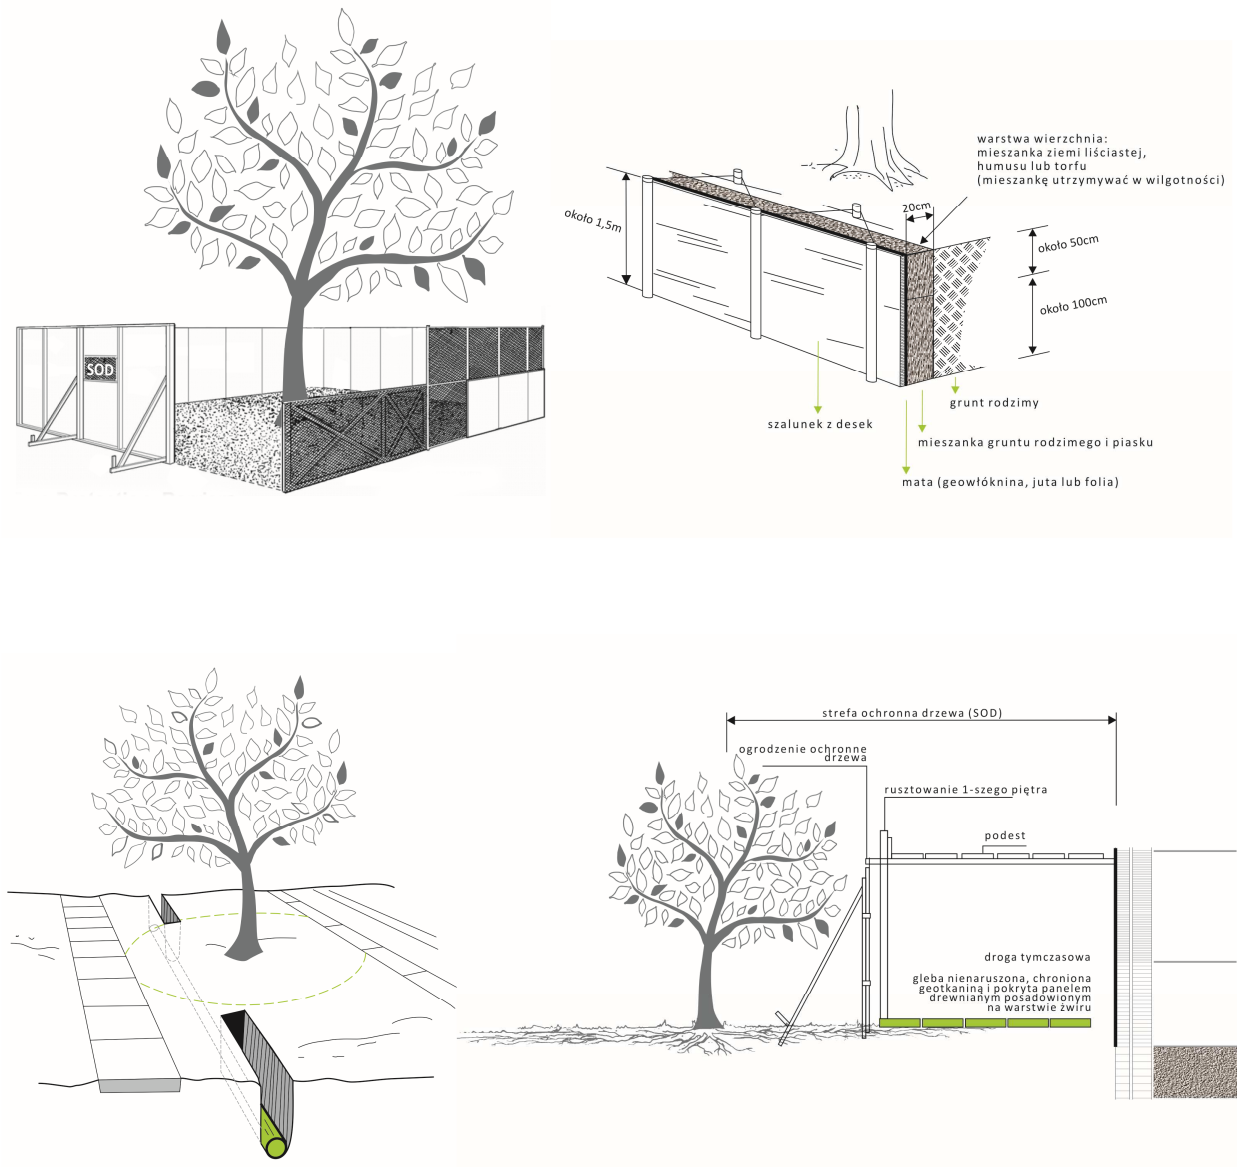 SOD
warstwa wierzchnia:
mieszanka ziemi liściastej,
humusu lub torfu
(mieszankę utrzymywać w wilgotności)
20cm
około 1,5m
około 50cm
około 100cm
grunt rodzimy
szalunek z desek
mieszanka gruntu rodzimego i piasku
mata (geowłóknina, juta lub folia)
strefa ochronna drzewa (SOD)
ogrodzenie ochronne
drzewa
rusztowanie 1-szego piętra
podest
droga tymczasowa
gleba nienaruszona, chroniona
geotkaniną i pokryta panelem
drewnianym posadowionym
na warstwie żwiru